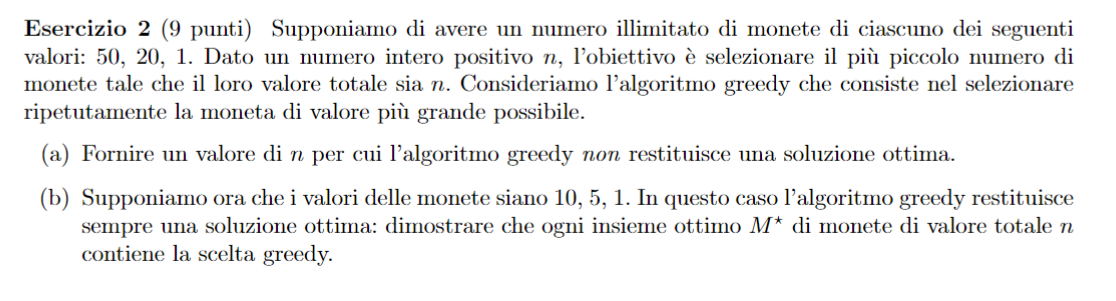 Esercizio 2 (9 punti) Supponiamo di avere un numero illimitato di monete di ciascuno dei seguenti
valori: 50, 20, 1. Dato un numero intero positivo n, l'obiettivo è selezionare il più piccolo numero di
monete tale che il loro valore totale sia n. Consideriamo l'algoritmo greedy che consiste nel selezionare
ripetutamente la moneta di valore più grande possibile.
(a) Fornire un valore di n per cui l'algoritmo greedy non restituisce una soluzione ottima.
(b) Supponiamo ora che i valori delle monete siano 10, 5, 1. In questo caso l'algoritmo greedy restituisce
sempre una soluzione ottima: dimostrare che ogni insieme ottimo M⋆ di monete di valore totale n
contiene la scelta greedy.